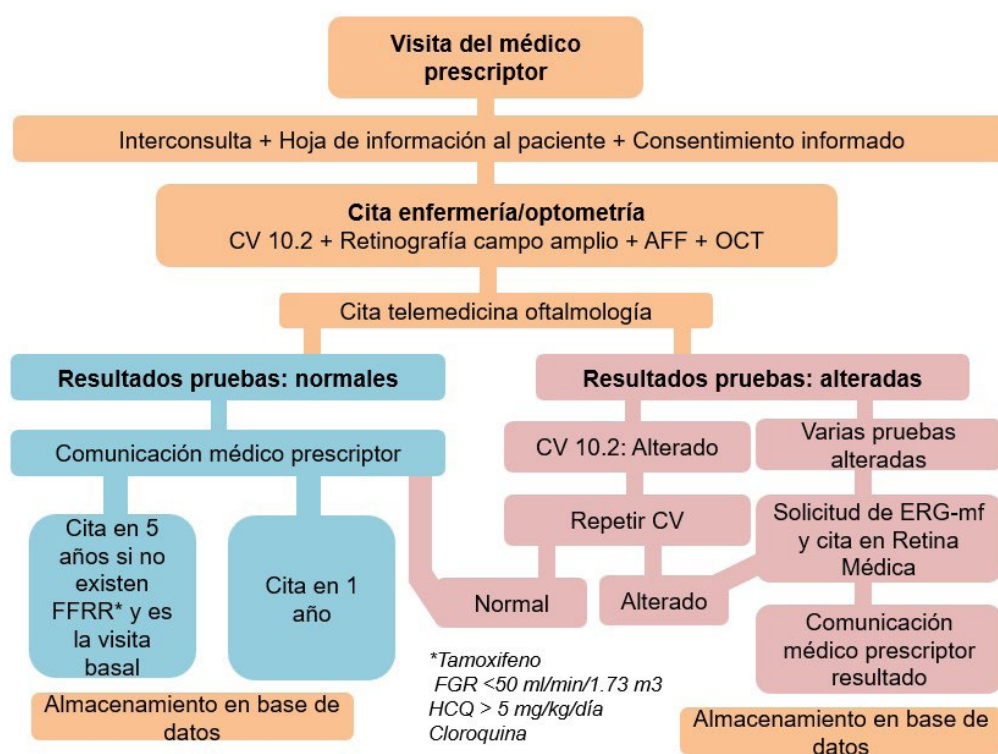 Visita del médico
prescriptor
Interconsulta + Hoja de información al paciente + Consentimiento informado
Cita enfermería/optometría
CV 10.2 + Retinografía campo amplio + AFF + OCT
Cita telemedicina oftalmología
Resultados pruebas: normales
Resultados pruebas: alteradas
Comunicación médico prescriptor
CV 10.2: Alterado
Varias pruebas
alteradas
Cita en 5
años si no
existen
FFRR* y es
la visita
basal
Cita en 1
año
Repetir CV
Solicitud de ERG-mf
y cita en Retina
Médica
Normal
Alterado
Comunicación
médico prescriptor
resultado
*Tamoxifeno
FGR <50 ml/min/1.73 m3
HCQ > 5 mg/kg/día
Cloroquina
Almacenamiento en base de
datos
Almacenamiento en base de
datos